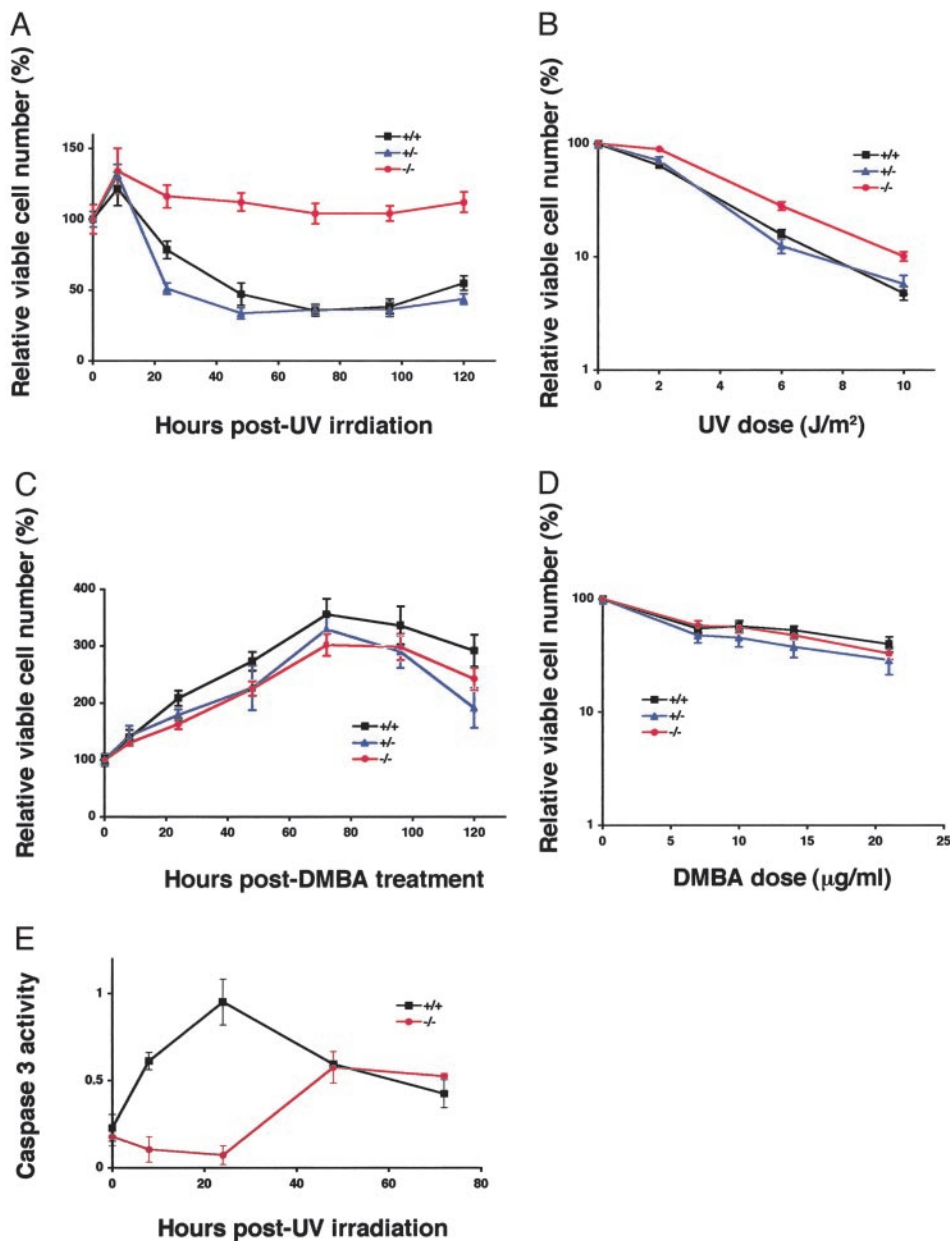 A
Relative viable cell number (%)
150
100
50
0
0 20 40 60 80 100 120
+/+
+/-
-/-
Hours post-UV irrdiation
B
Relative viable cell number (%)
100
10
1
0 2 4 6 8 10
+/+
+/-
-/-
UV dose (J/m²)
C
Relative viable cell number (%)
400
300
200
100
0
0 20 40 60 80 100 120
+/+
+/-
-/-
Hours post-DMBA treatment
D
Relative viable cell number (%)
100
10
1
0 5 10 15 20 25
+/+
+/-
-/-
DMBA dose (μg/ml)
E
Caspase 3 activity
1
0.5
0
0 20 40 60 80
+/+
-/-
Hours post-UV irradiation